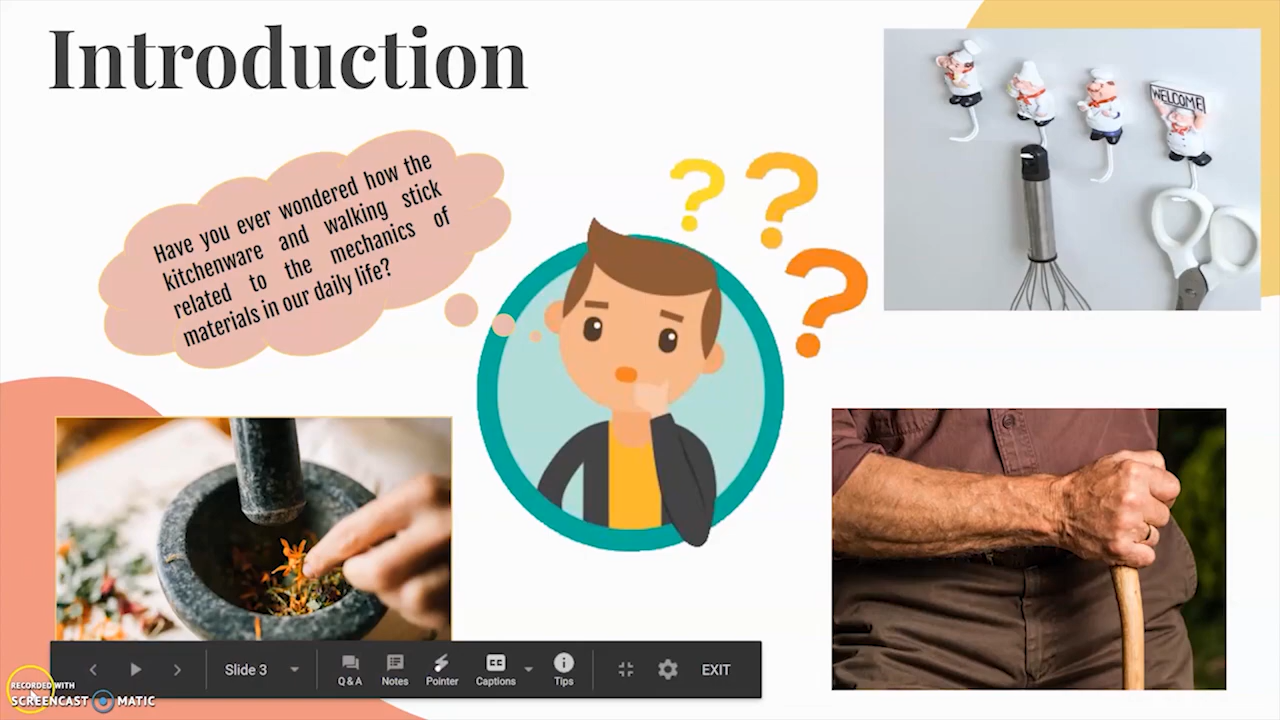 Introduction
WELCOME
Have you ever wondered how the
kitchenware and walking stick
related to the mechanics of
materials in our daily life?
? ? ?
Slide 3
Q & A
Notes
Pointer
CC
Captions
Tips
EXIT
RECORDED WITH
SCREENCAST MATIC